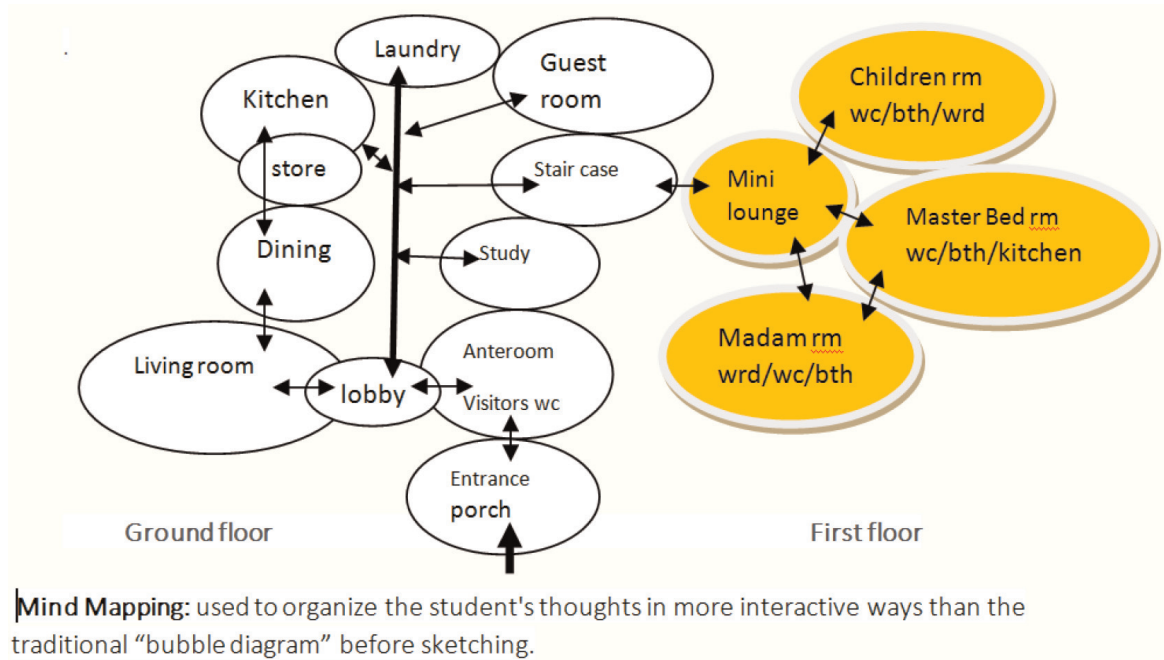 Laundry
Guest
room
Kitchen
store
Stair case
Dining
Study
Living room
lobby
Anteroom
Visitors wc
Entrance
porch
Ground floor
Children rm
wc/bth/wrd
Mini
lounge
Master Bed rm
wc/bth/kitchen
Madam rm
wrd/wc/bth
First floor
Mind Mapping: used to organize the student's thoughts in more interactive ways than the
traditional “bubble diagram” before sketching.